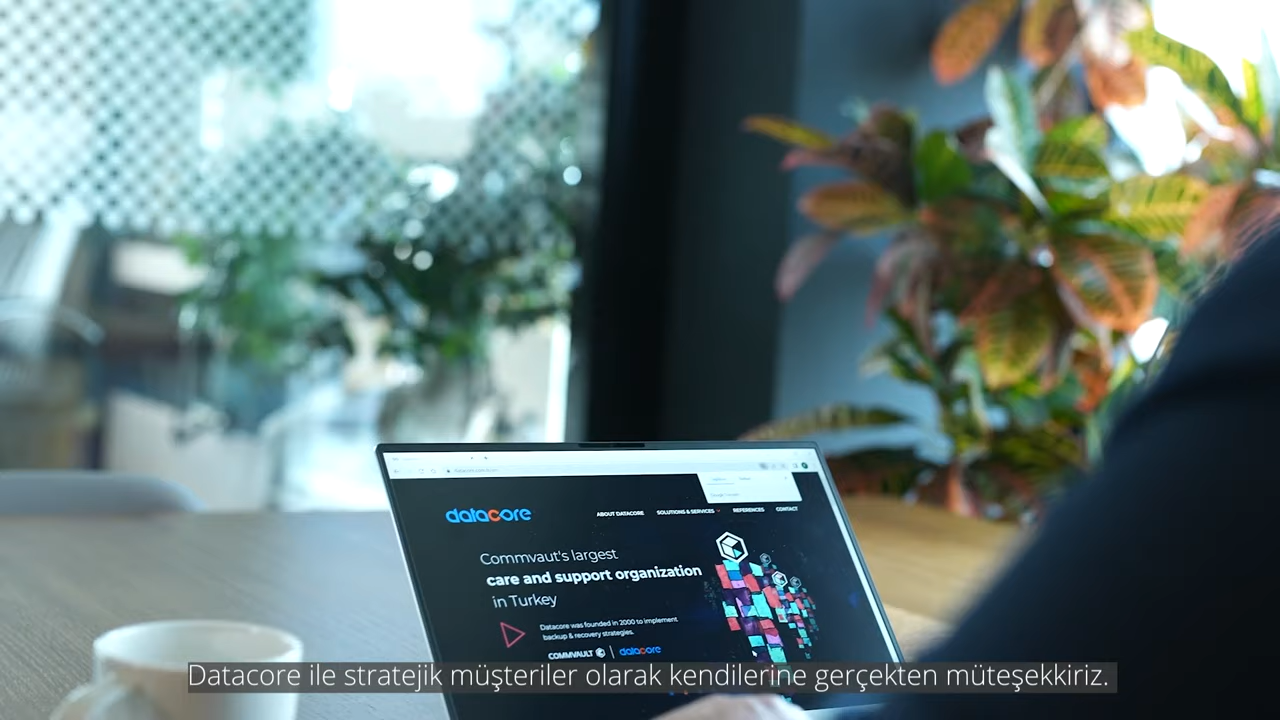 datacore
ABOUT DATACORE SOLUTIONS & SERVICES REFERENCES CONTACT
Commvaut's largest
care and support organization
in Turkey
Datacore was founded in 2000 to implement
backup & recovery strategies.
COMMVAULT datacore
Datacore ile stratejik müşteriler olarak kendilerine gerçekten müteşekkiriz.